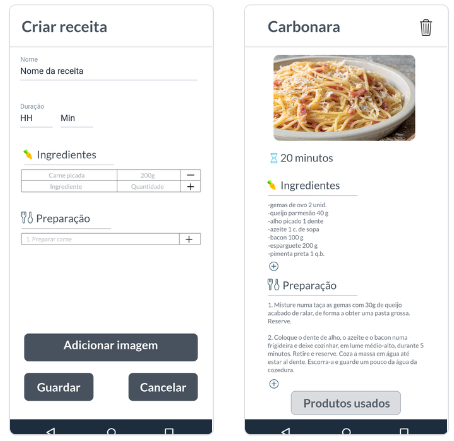 Criar receita
Nome
Nome da receita
Duração
HH Min
Ingredientes
Carne picada 200g
Ingrediente Quantidade
Preparação
1. Preparar carne
Adicionar imagem
Guardar Cancelar
Carbonara
20 minutos
Ingredientes
-gemas de ovo 2 unid.
-queijo parmesão 40 g
-alho picado 1 dente
-azeite 1 c. de sopa
-bacon 100 g
-esparguete 200 g
-pimenta preta 1 q.b.
Preparação
1. Misture numa taça as gemas com 30g de queijo
acabado de ralar, de forma a obter uma pasta grossa.
Reserve.
2. Coloque o dente de alho, o azeite e o bacon numa
frigideira e deixe cozinhar, em lume médio-alto, durante 5
minutos. Retire e reserve. Coza a massa em água até
estar al dente. Escorra-a e guarde um pouco da água da
cozedura.
Produtos usados